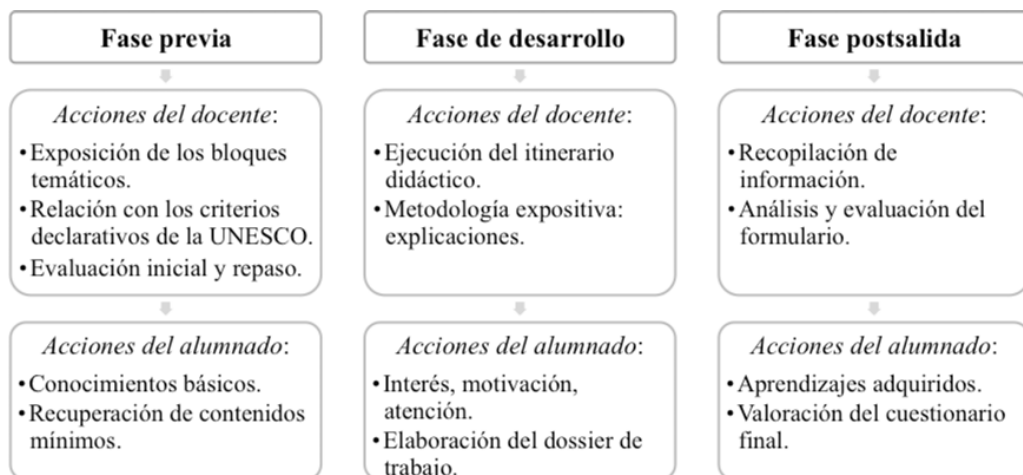 Fase previa
Acciones del docente:
• Exposición de los bloques
temáticos.
• Relación con los criterios
declarativos de la UNESCO.
• Evaluación inicial y repaso.
Acciones del alumnado:
• Conocimientos básicos.
• Recuperación de contenidos
mínimos.
Fase de desarrollo
Acciones del docente:
• Ejecución del itinerario
didáctico.
• Metodología expositiva:
explicaciones.
Acciones del alumnado:
• Interés, motivación,
atención.
• Elaboración del dossier de
trabajo.
Fase postsalida
Acciones del docente:
• Recopilación de
información.
• Análisis y evaluación del
formulario.
Acciones del alumnado:
• Aprendizajes adquiridos.
• Valoración del cuestionario
final.